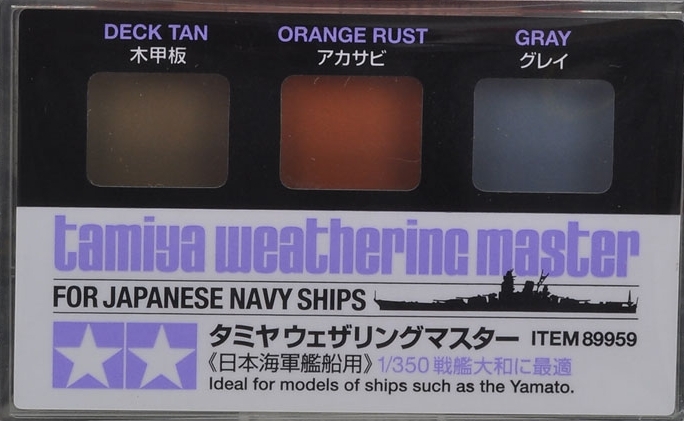 DECK TAN
木甲板
ORANGE RUST
アカサビ
GRAY
グレイ
tamiya weathering master
FOR JAPANESE NAVY SHIPS
タミヤウェザリングマスター ITEM 89959
《日本海軍艦船用》1/350 戦艦大和に最適
Ideal for models of ships such as the Yamato.